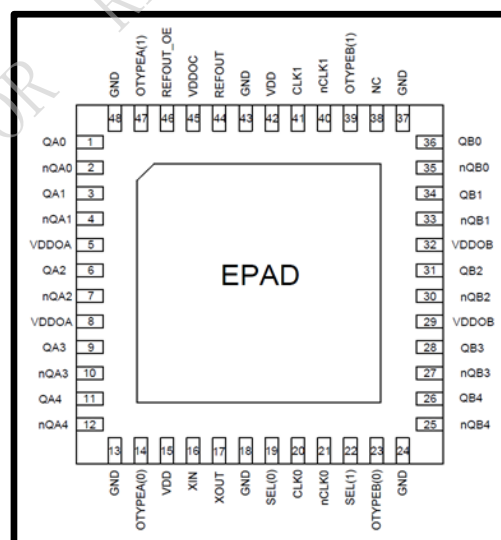 GND OTYPEA(1) REFOUT_OE VDDOC REFOUT GND VDD CLK1 nCLK1 OTYPEB(1) NC GND
48 47 46 45 44 43 42 41 40 39 38 37
QA0 1 36 QB0
nQA0 2 35 nQB0
QA1 3 34 QB1
nQA1 4 33 nQB1
VDDOA 5 32 VDDOB
QA2 6 31 QB2
nQA2 7 30 nQB2
VDDOA 8 29 VDDOB
QA3 9 28 QB3
nQA3 10 27 nQB3
QA4 11 26 QB4
nQA4 12 25 nQB4
EPAD
13 14 15 16 17 18 19 20 21 22 23 24
GND OTYPEA(0) VDD XIN XOUT GND SEL(0) CLK0 nCLK0 SEL(1) OTYPEB(0) GND
OR